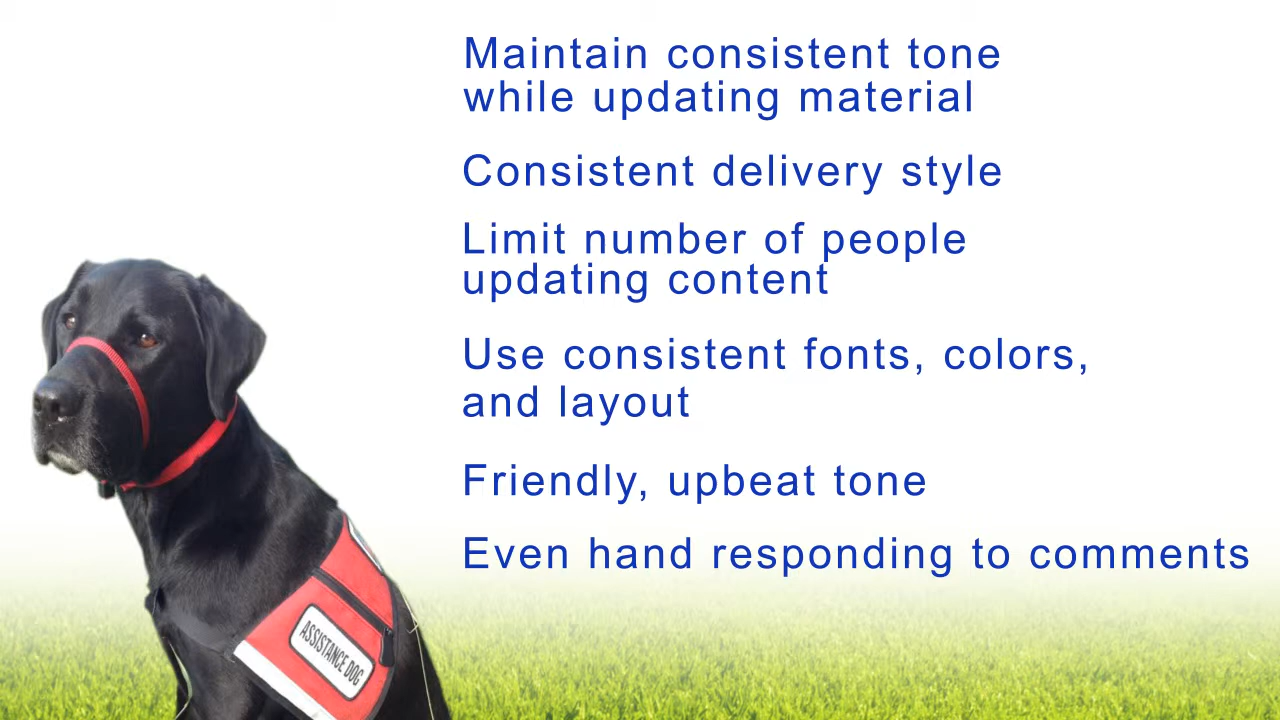 Maintain consistent tone
while updating material
Consistent delivery style
Limit number of people
updating content
Use consistent fonts, colors,
and layout
Friendly, upbeat tone
Even hand responding to comments
ASSISTANCE DOG